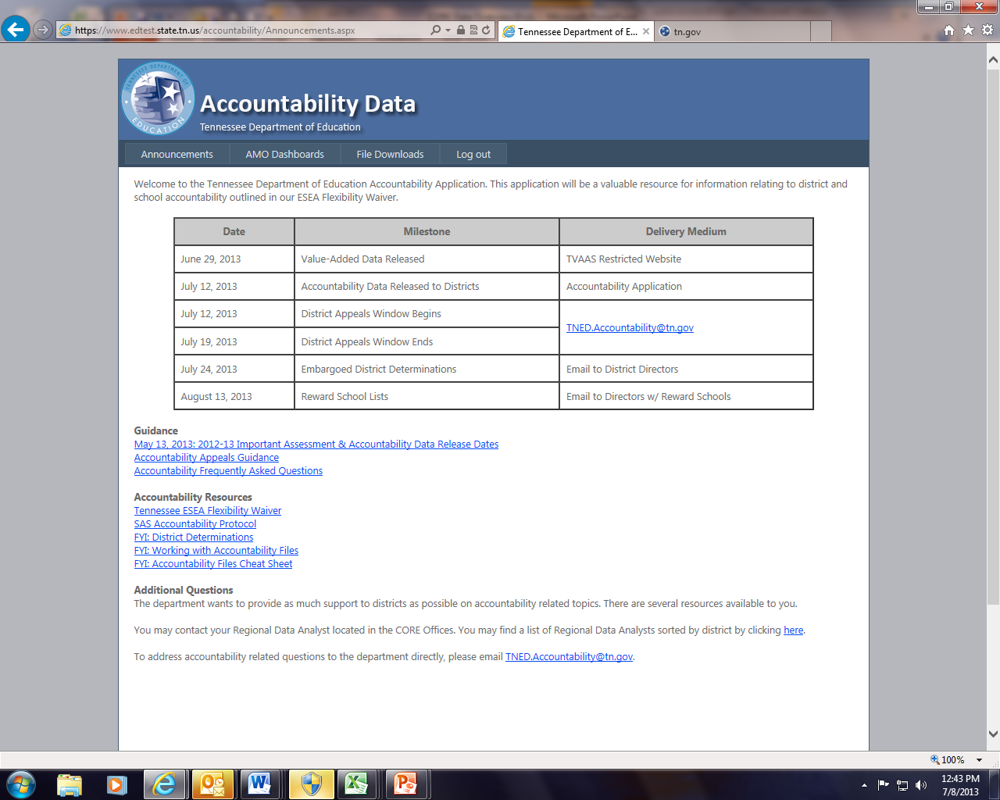 https://www.edtest.state.tn.us/accountability/Announcements.aspx
Tennessee Department of E...
tn.gov
TENNESSEE DEPARTMENT OF
EDUCATION
Accountability Data
Tennessee Department of Education
Announcements AMO Dashboards File Downloads Log out
Welcome to the Tennessee Department of Education Accountability Application. This application will be a valuable resource for information relating to district and
school accountability outlined in our ESEA Flexibility Waiver.
Date Milestone Delivery Medium
June 29, 2013 Value-Added Data Released TVAAS Restricted Website
July 12, 2013 Accountability Data Released to Districts Accountability Application
July 12, 2013 District Appeals Window Begins
TNED.Accountability@tn.gov
July 19, 2013 District Appeals Window Ends
July 24, 2013 Embargoed District Determinations Email to District Directors
August 13, 2013 Reward School Lists Email to Directors w/ Reward Schools
Guidance
May 13, 2013: 2012-13 Important Assessment & Accountability Data Release Dates
Accountability Appeals Guidance
Accountability Frequently Asked Questions
Accountability Resources
Tennessee ESEA Flexibility Waiver
SAS Accountability Protocol
FYI: District Determinations
FYI: Working with Accountability Files
FYI: Accountability Files Cheat Sheet
Additional Questions
The department wants to provide as much support to districts as possible on accountability related topics. There are several resources available to you.
You may contact your Regional Data Analyst located in the CORE Offices. You may find a list of Regional Data Analysts sorted by district by clicking here.
To address accountability related questions to the department directly, please email TNED.Accountability@tn.gov.
100%
12:43 PM
7/8/2013